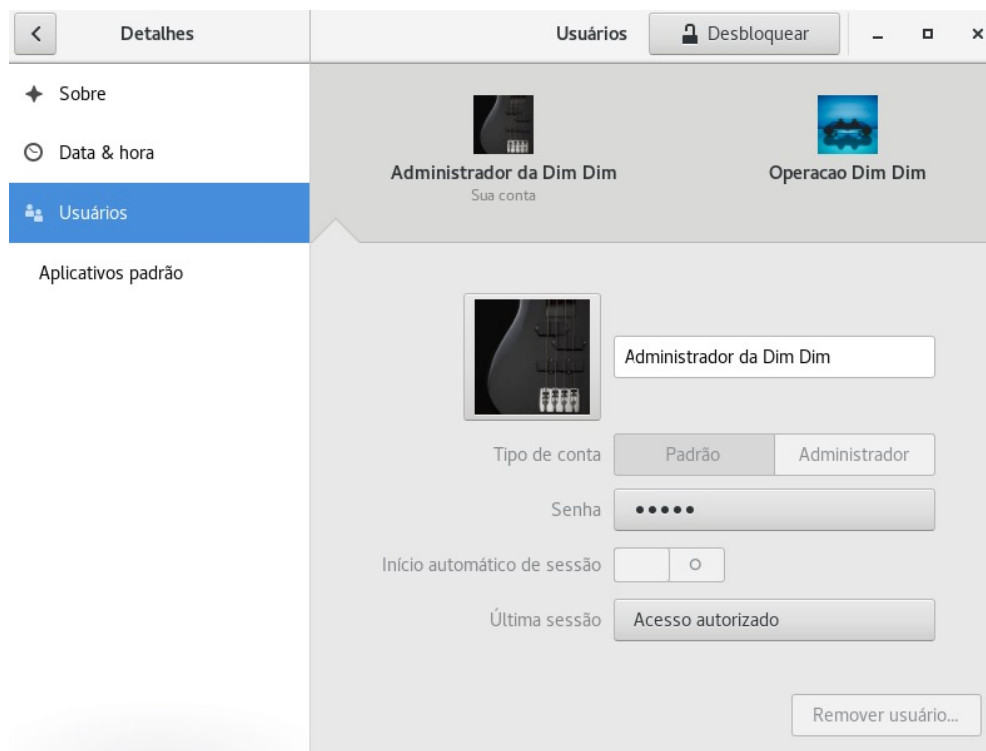 Detalhes
Usuários
Desbloquear
Sobre
Data & hora
Usuários
Aplicativos padrão
Administrador da Dim Dim
Sua conta
Operacao Dim Dim
Administrador da Dim Dim
Tipo de conta
Padrão
Administrador
Senha
•••••
Início automático de sessão
Última sessão
Acesso autorizado
Remover usuário...